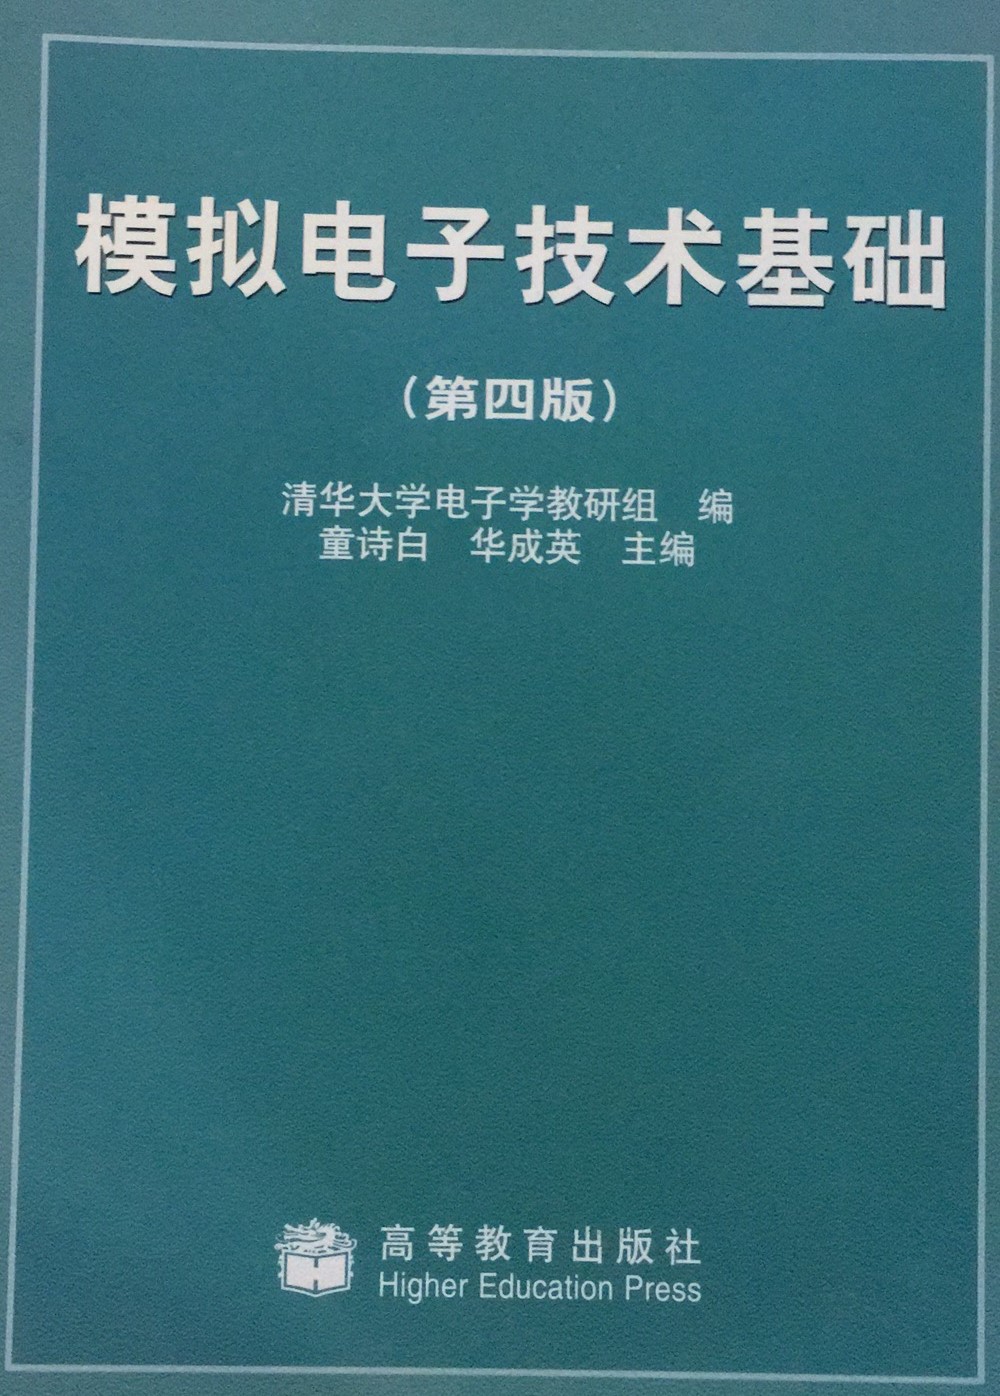 模拟电子技术基础
（第四版）
清华大学电子学教研组 编
童诗白 华成英 主编
高等教育出版社
Higher Education Press